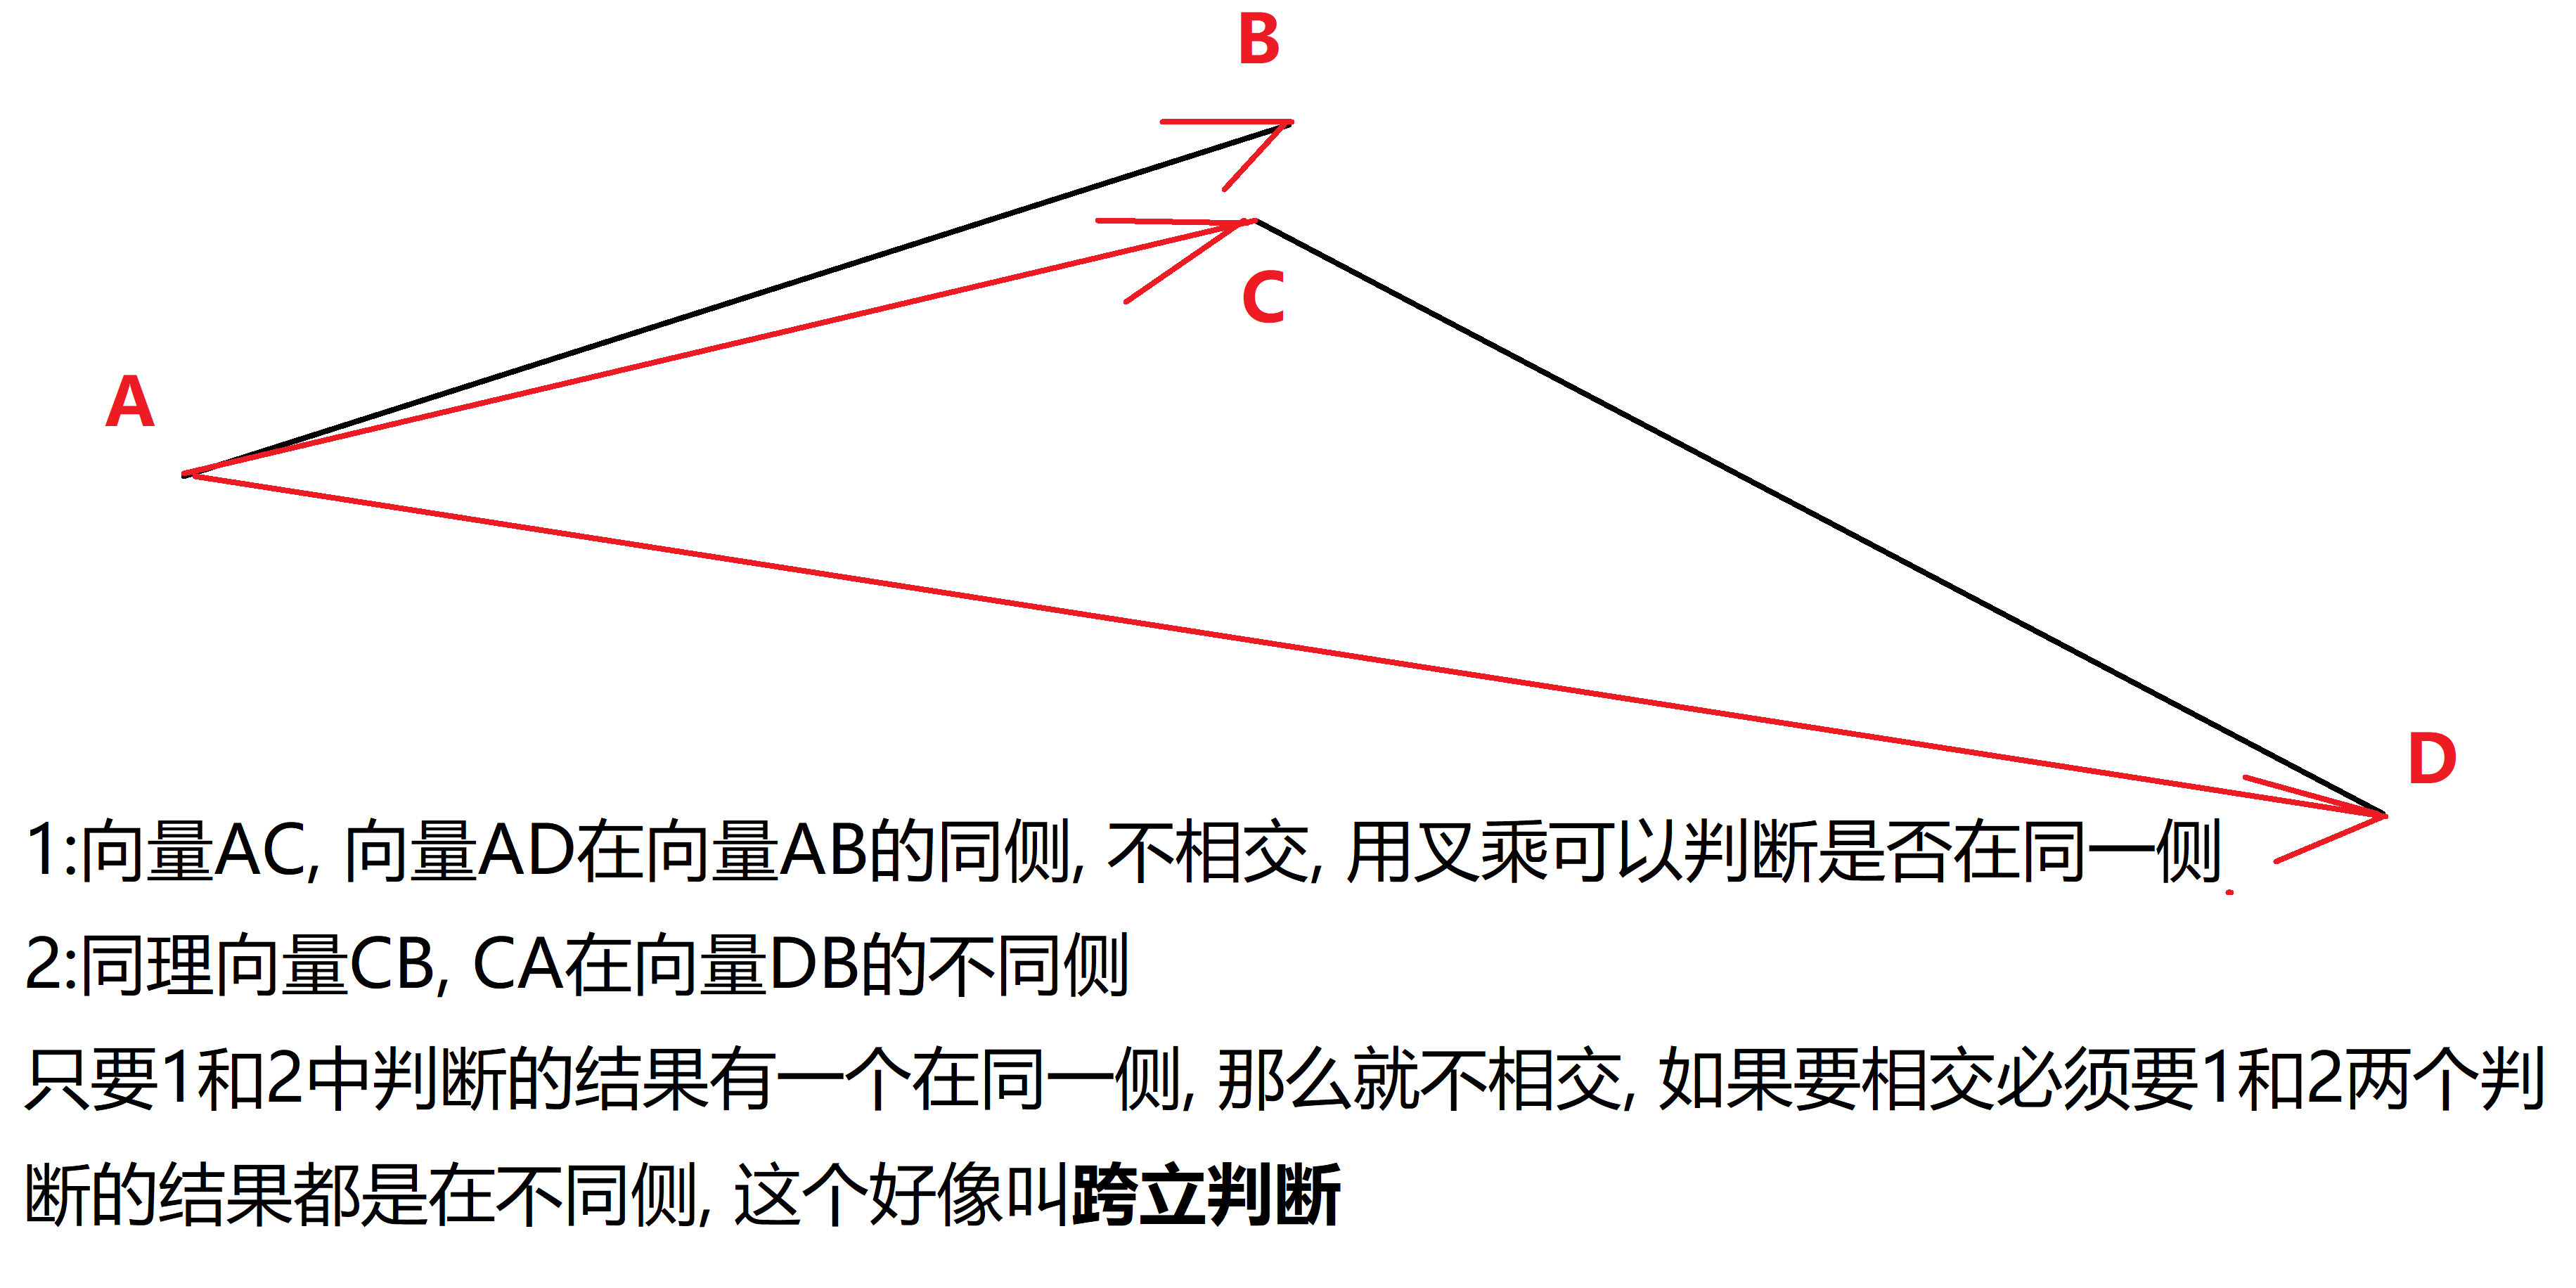 B
C
A
D
1:向量AC, 向量AD在向量AB的同侧, 不相交, 用叉乘可以判断是否在同一侧
2:同理向量CB, CA在向量DB的不同侧
只要1和2中判断的结果有一个在同一侧, 那么就不相交, 如果要相交必须要1和2两个判
断的结果都是在不同侧, 这个好像叫跨立判断